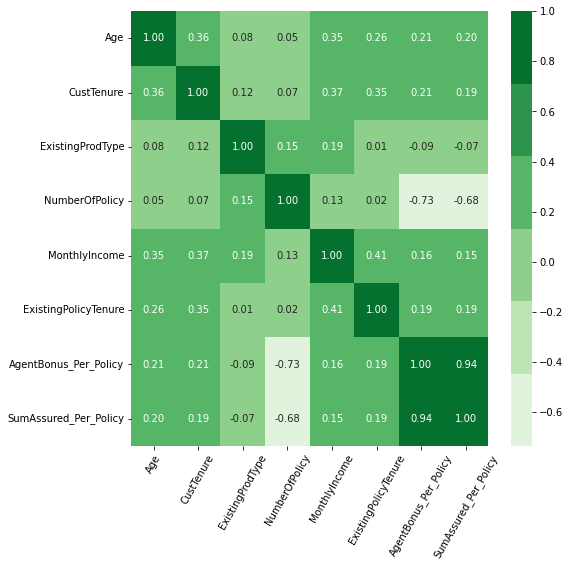 Age 1.00 0.36 0.08 0.05 0.35 0.26 0.21 0.20
CustTenure 0.36 1.00 0.12 0.07 0.37 0.35 0.21 0.19
ExistingProdType 0.08 0.12 1.00 0.15 0.19 0.01 -0.09 -0.07
NumberOfPolicy 0.05 0.07 0.15 1.00 0.13 0.02 -0.73 -0.68
MonthlyIncome 0.35 0.37 0.19 0.13 1.00 0.41 0.16 0.15
ExistingPolicyTenure 0.26 0.35 0.01 0.02 0.41 1.00 0.19 0.19
AgentBonus_Per_Policy 0.21 0.21 -0.09 -0.73 0.16 0.19 1.00 0.94
SumAssured_Per_Policy 0.20 0.19 -0.07 -0.68 0.15 0.19 0.94 1.00
Age
CustTenure
ExistingProdType
NumberOfPolicy
MonthlyIncome
ExistingPolicyTenure
AgentBonus_Per_Policy
SumAssured_Per_Policy
1.0
0.8
0.6
0.4
0.2
0.0
−0.2
−0.4
−0.6